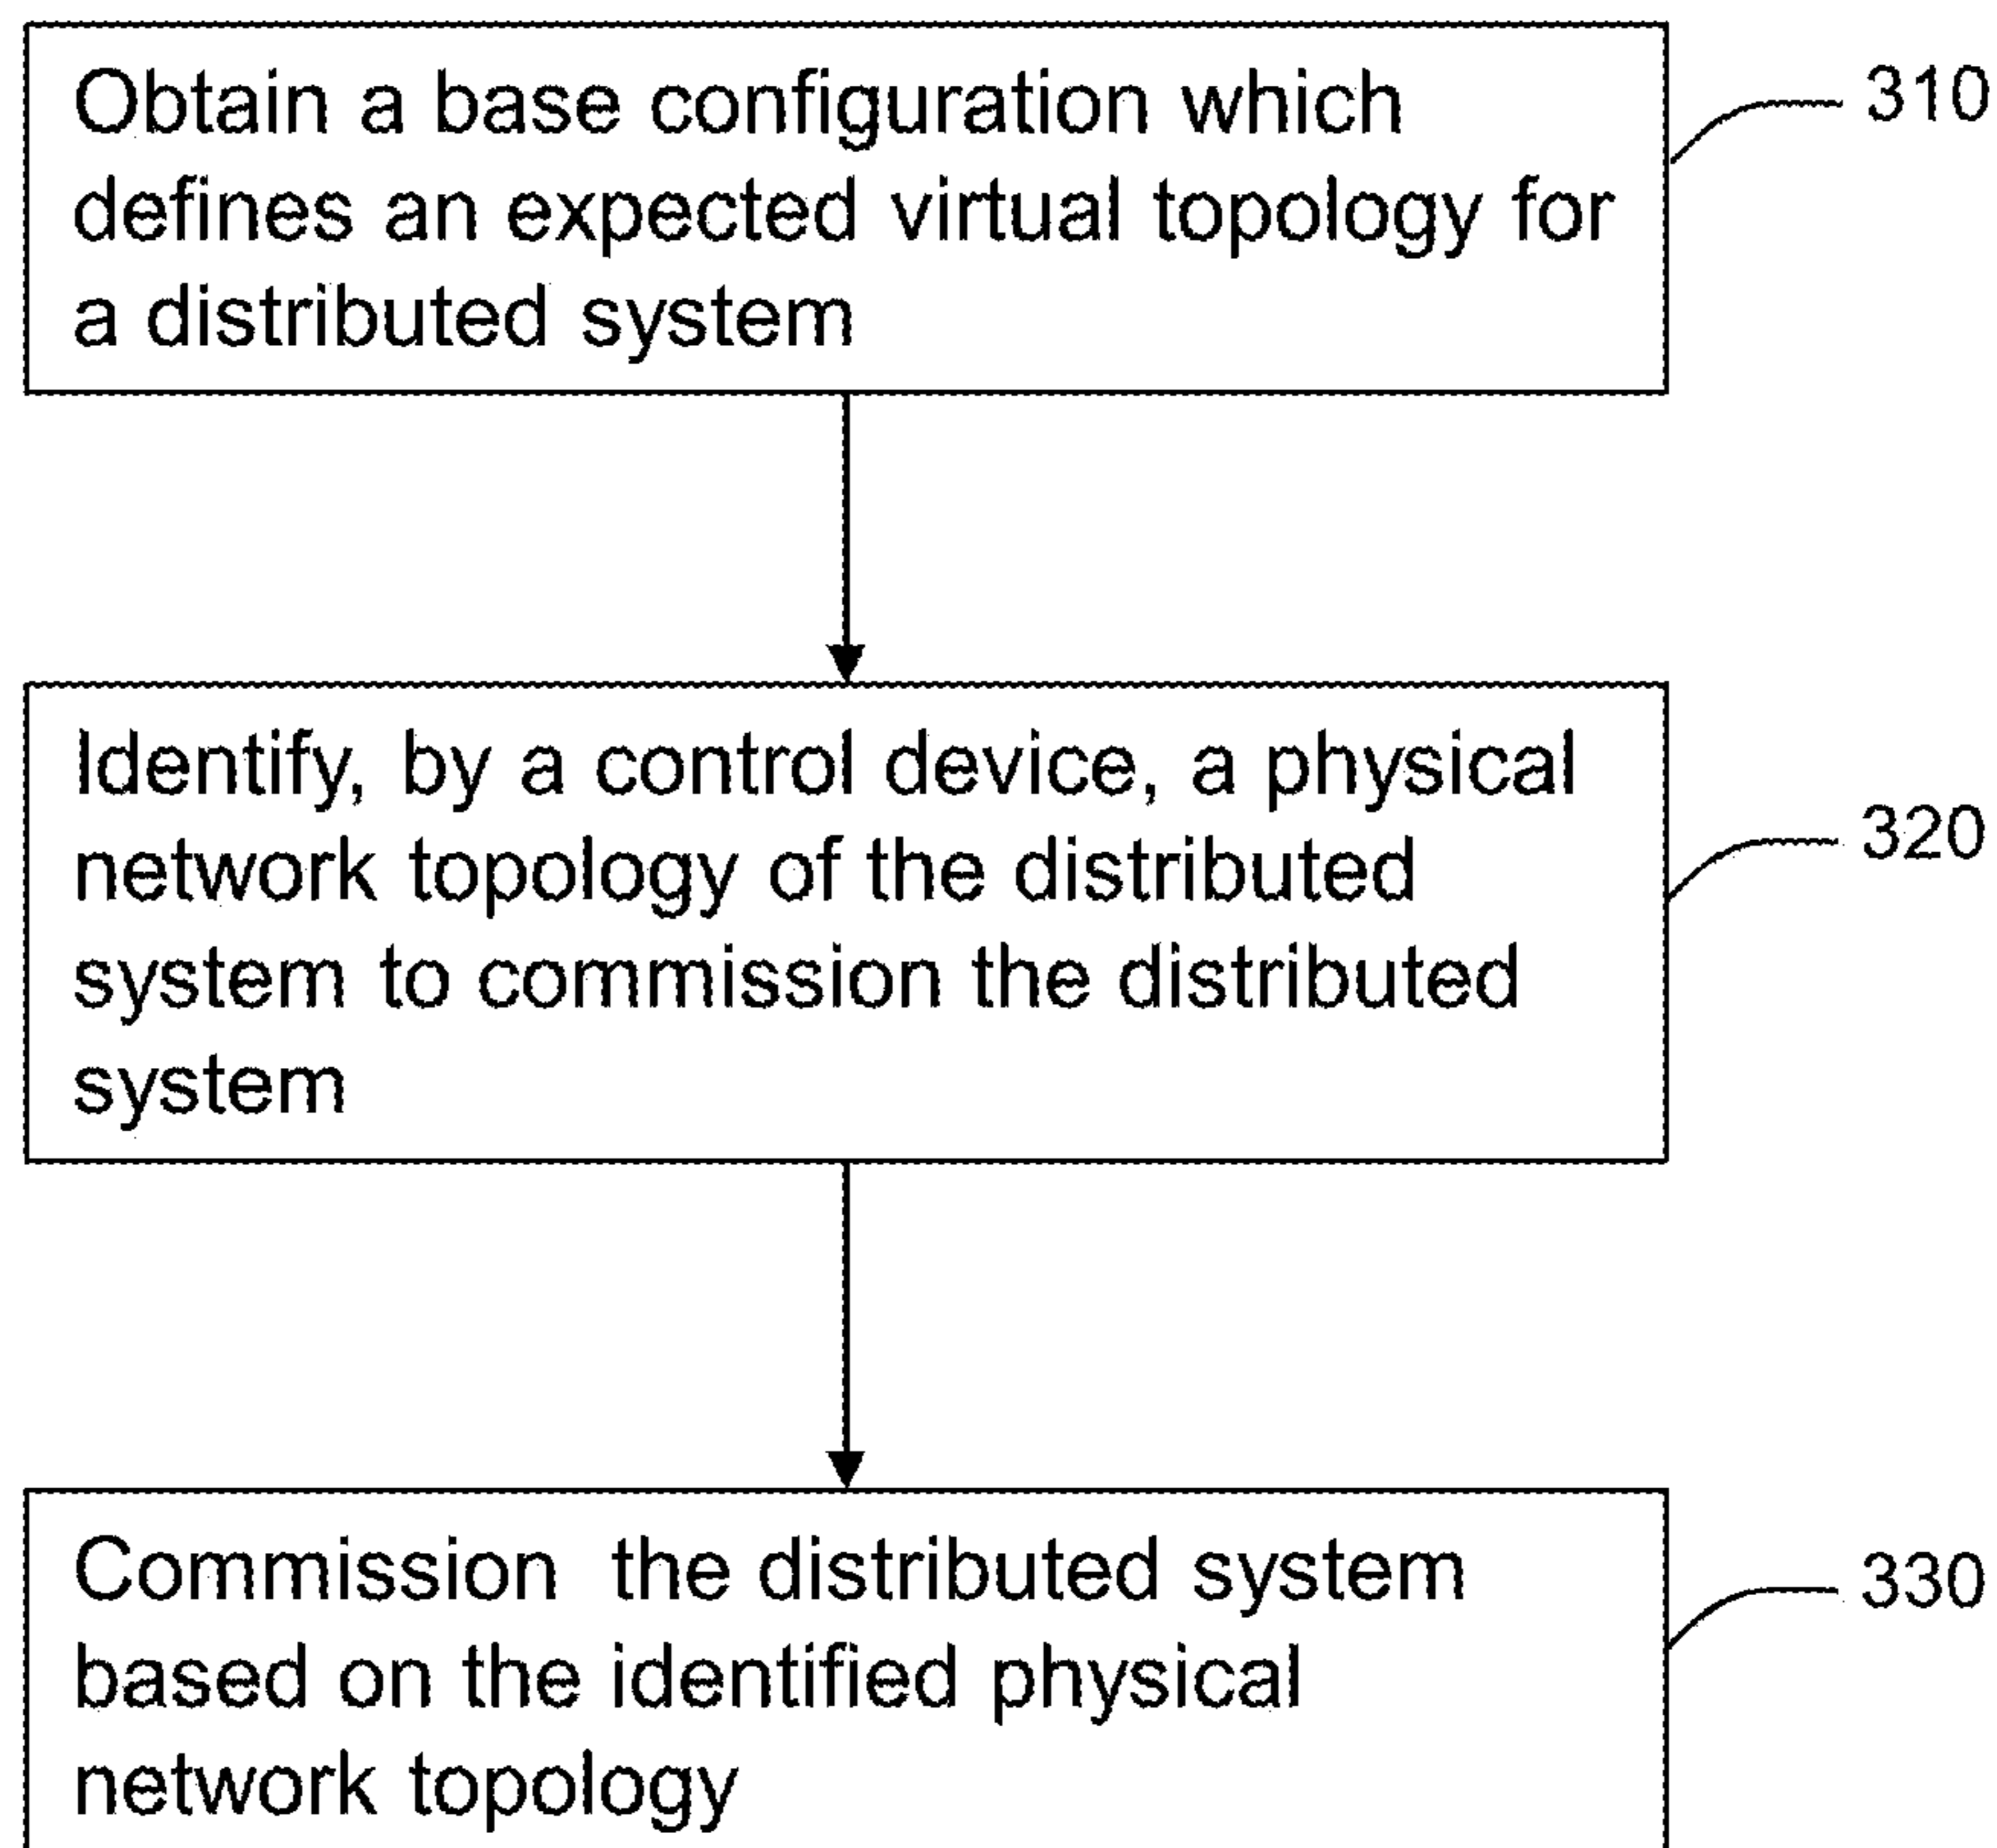 Obtain a base configuration which
defines an expected virtual topology for
a distributed system
310
Identify, by a control device, a physical
network topology of the distributed
system to commission the distributed
system
320
Commission the distributed system
based on the identified physical
network topology
330